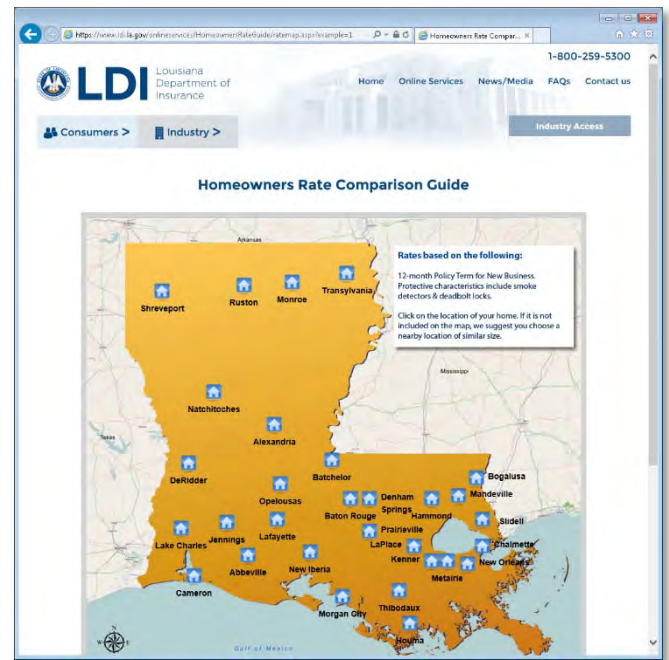 https://www.ldi.la.gov/onlineservices/HomeownersRateGuide/ratemap.aspx?example=1
Homeowners Rate Compar...
1-800-259-5300
LDI
Louisiana
Department of
Insurance
Home Online Services News/Media FAQs Contact us
Consumers > Industry >
Industry Access
Homeowners Rate Comparison Guide
Arkansas
Rates based on the following:
12-month Policy Term for New Business.
Protective characteristics include smoke
detectors & deadbolt locks.
Click on the location of your home. If it is not
included on the map, we suggest you choose a
nearby location of similar size.
Shreveport
Ruston
Monroe
Transylvania
Mississippi
Natchitoches
Alexandria
Texas
DeRidder
Batchelor
Bogalusa
Opelousas
Baton Rouge
Denham
Springs
Hammond
Mandeville
Slidell
Lake Charles
Jennings
Lafayette
Prairieville
LaPlace
Chalmette
Kenner
Metairie
New Orleans
Abbeville
New Iberia
Cameron
Morgan City
Thibodaux
Houma
N
W
E
S
Gulf of Mexico